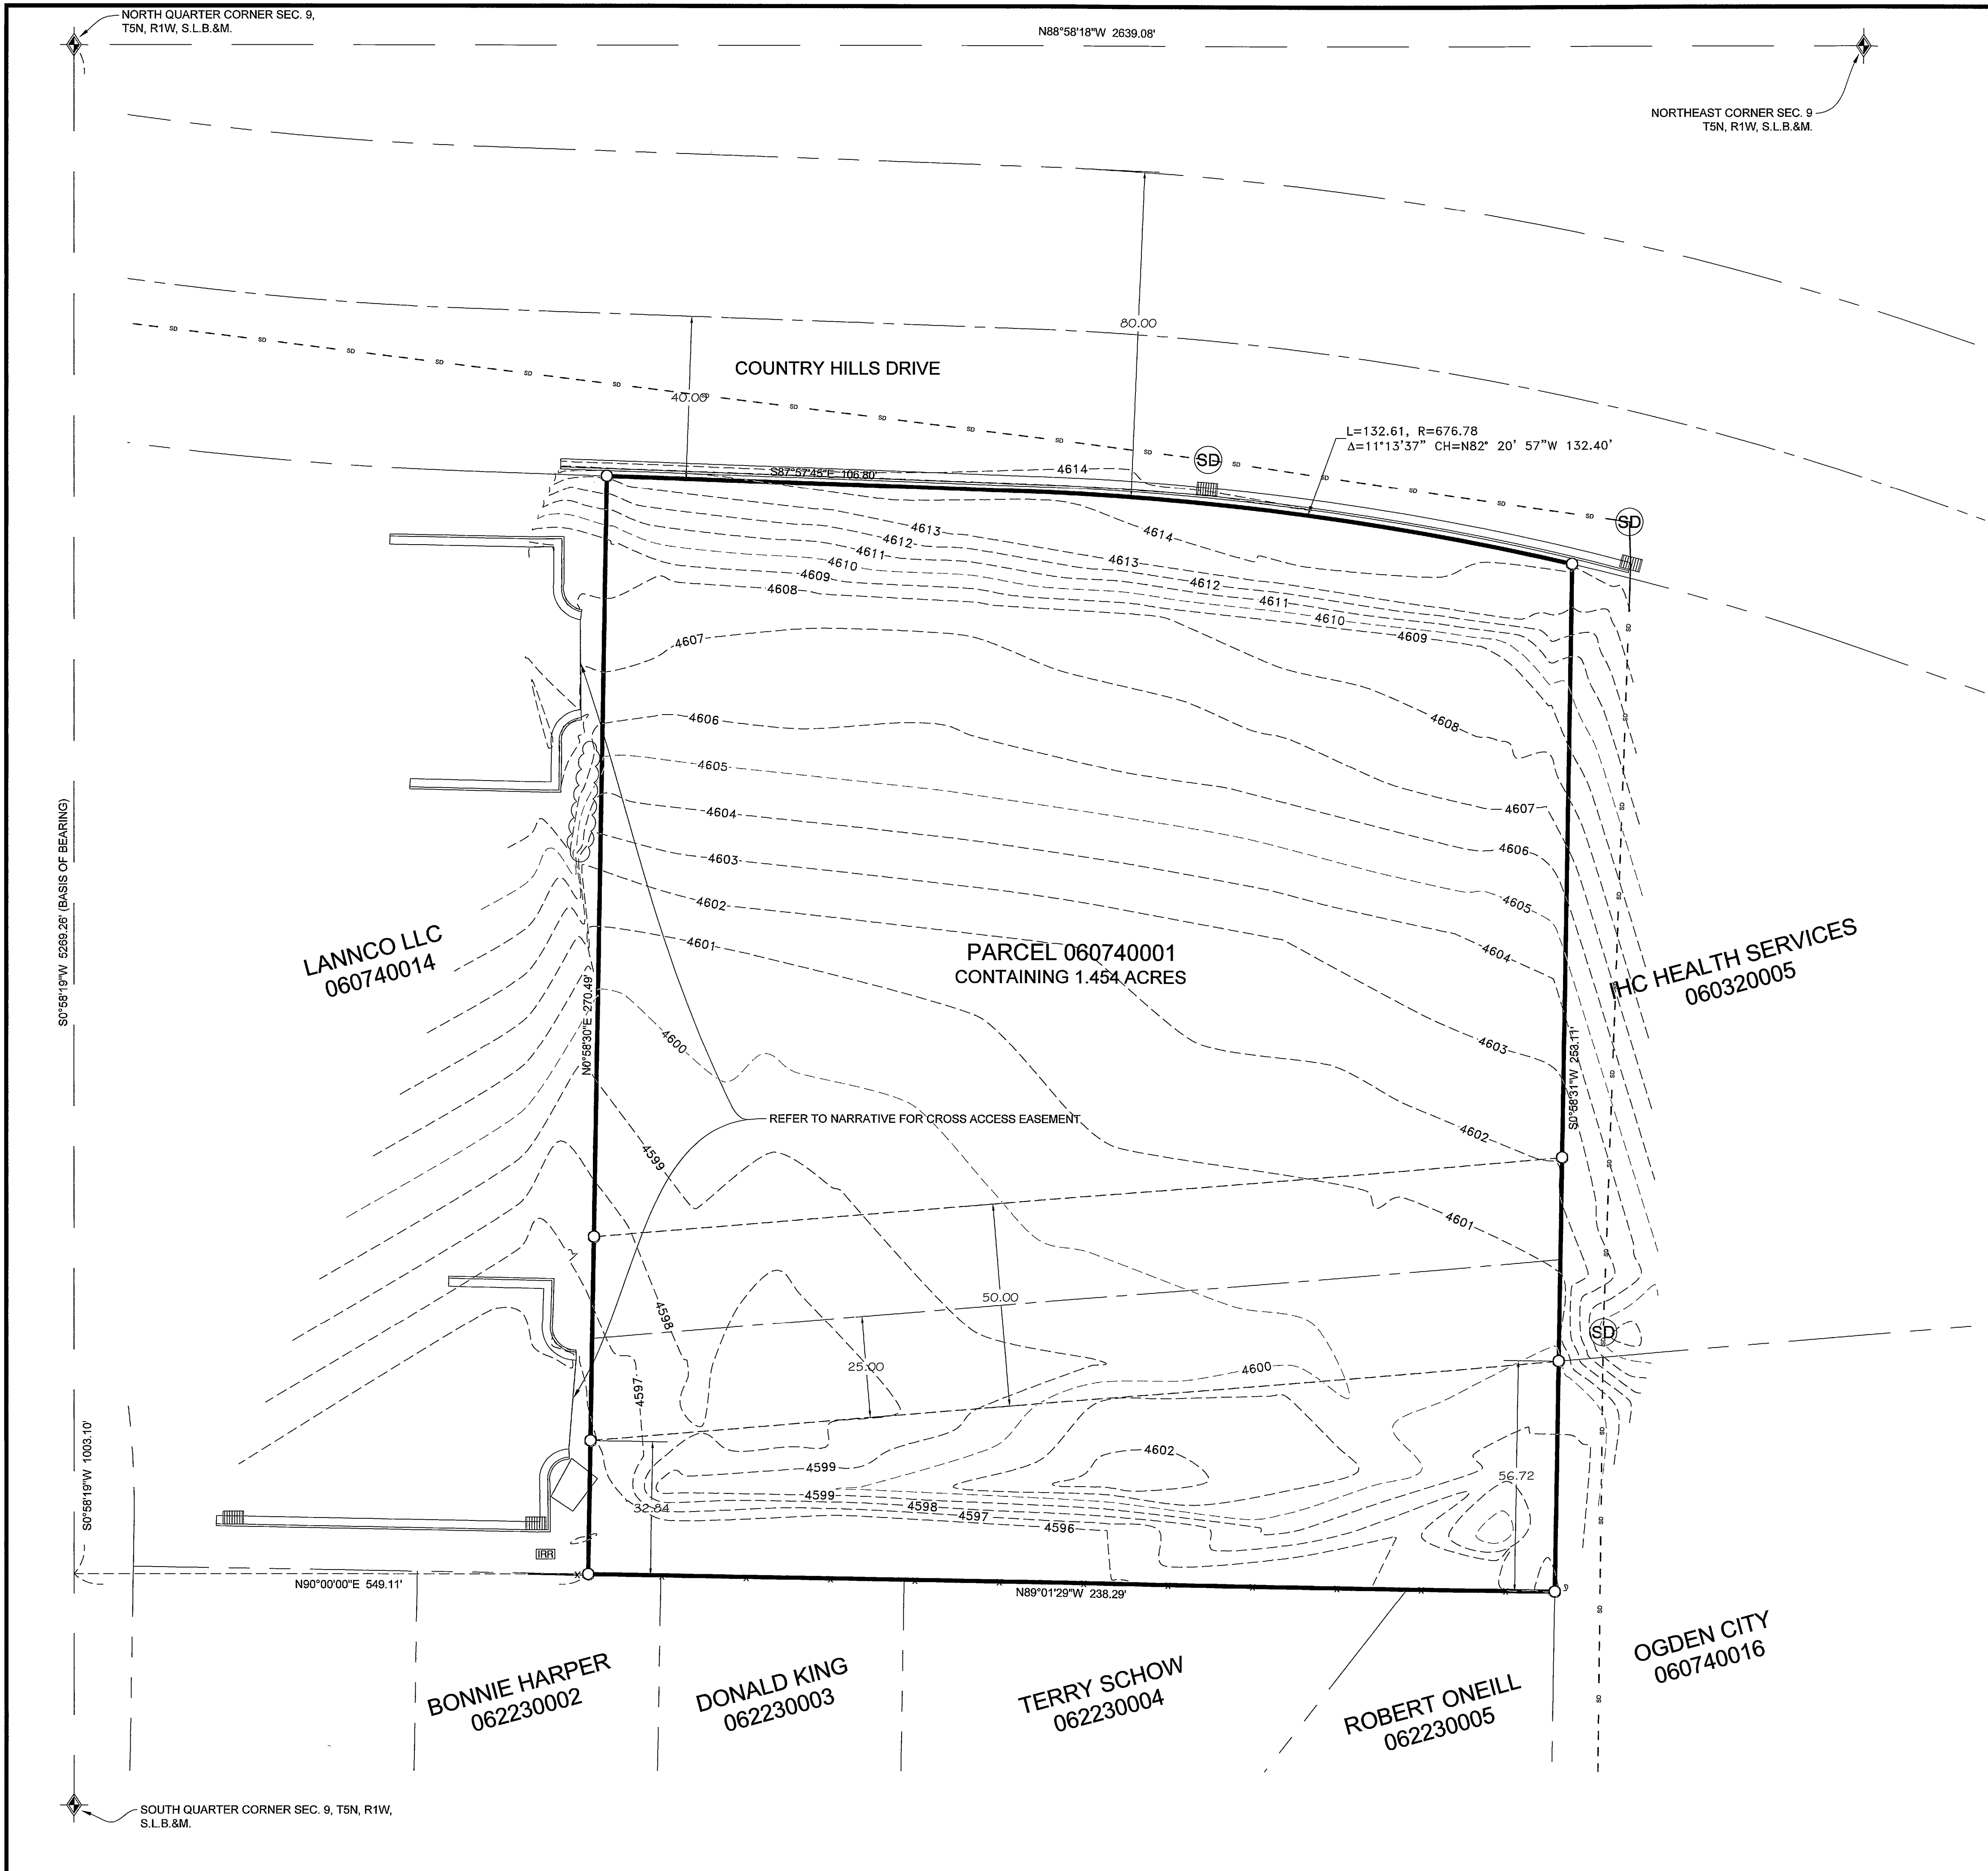 NORTH QUARTER CORNER SEC. 9,
T5N, R1W, S.L.B.&M.
N88°58'18"W 2639.08'
NORTHEAST CORNER SEC. 9
T5N, R1W, S.L.B.&M.
80.00
COUNTRY HILLS DRIVE
40.00
L=132.61, R=676.78
Δ=11°13'37" CH=N82° 20' 57"W 132.40'
SD
SD
S87°57'45"E 106.80'
4614
4613
4612
4611
4610
4609
4608
4614
4613
4612
4611
4610
4609
4607
4608
4606
4605
4607
4604
4606
4603
4605
4602
4604
4601
4603
4600
4602
4599
4601
S0°58'19"W 5269.26' (BASIS OF BEARING)
LANNCO LLC
060740014
N0°58'30"E 270.49'
PARCEL 060740001
CONTAINING 1.454 ACRES
IHC HEALTH SERVICES
060320005
S0°58'31"W 253.11'
REFER TO NARRATIVE FOR CROSS ACCESS EASEMENT
50.00
25.00
4598
4597
4600
SD
4602
4599
4599
4598
4597
4596
32.84
56.72
S0°58'19"W 1003.10'
IRR
N90°00'00"E 549.11'
N89°01'29"W 238.29'
BONNIE HARPER
062230002
DONALD KING
062230003
TERRY SCHOW
062230004
ROBERT ONEILL
062230005
OGDEN CITY
060740016
SOUTH QUARTER CORNER SEC. 9, T5N, R1W,
S.L.B.&M.